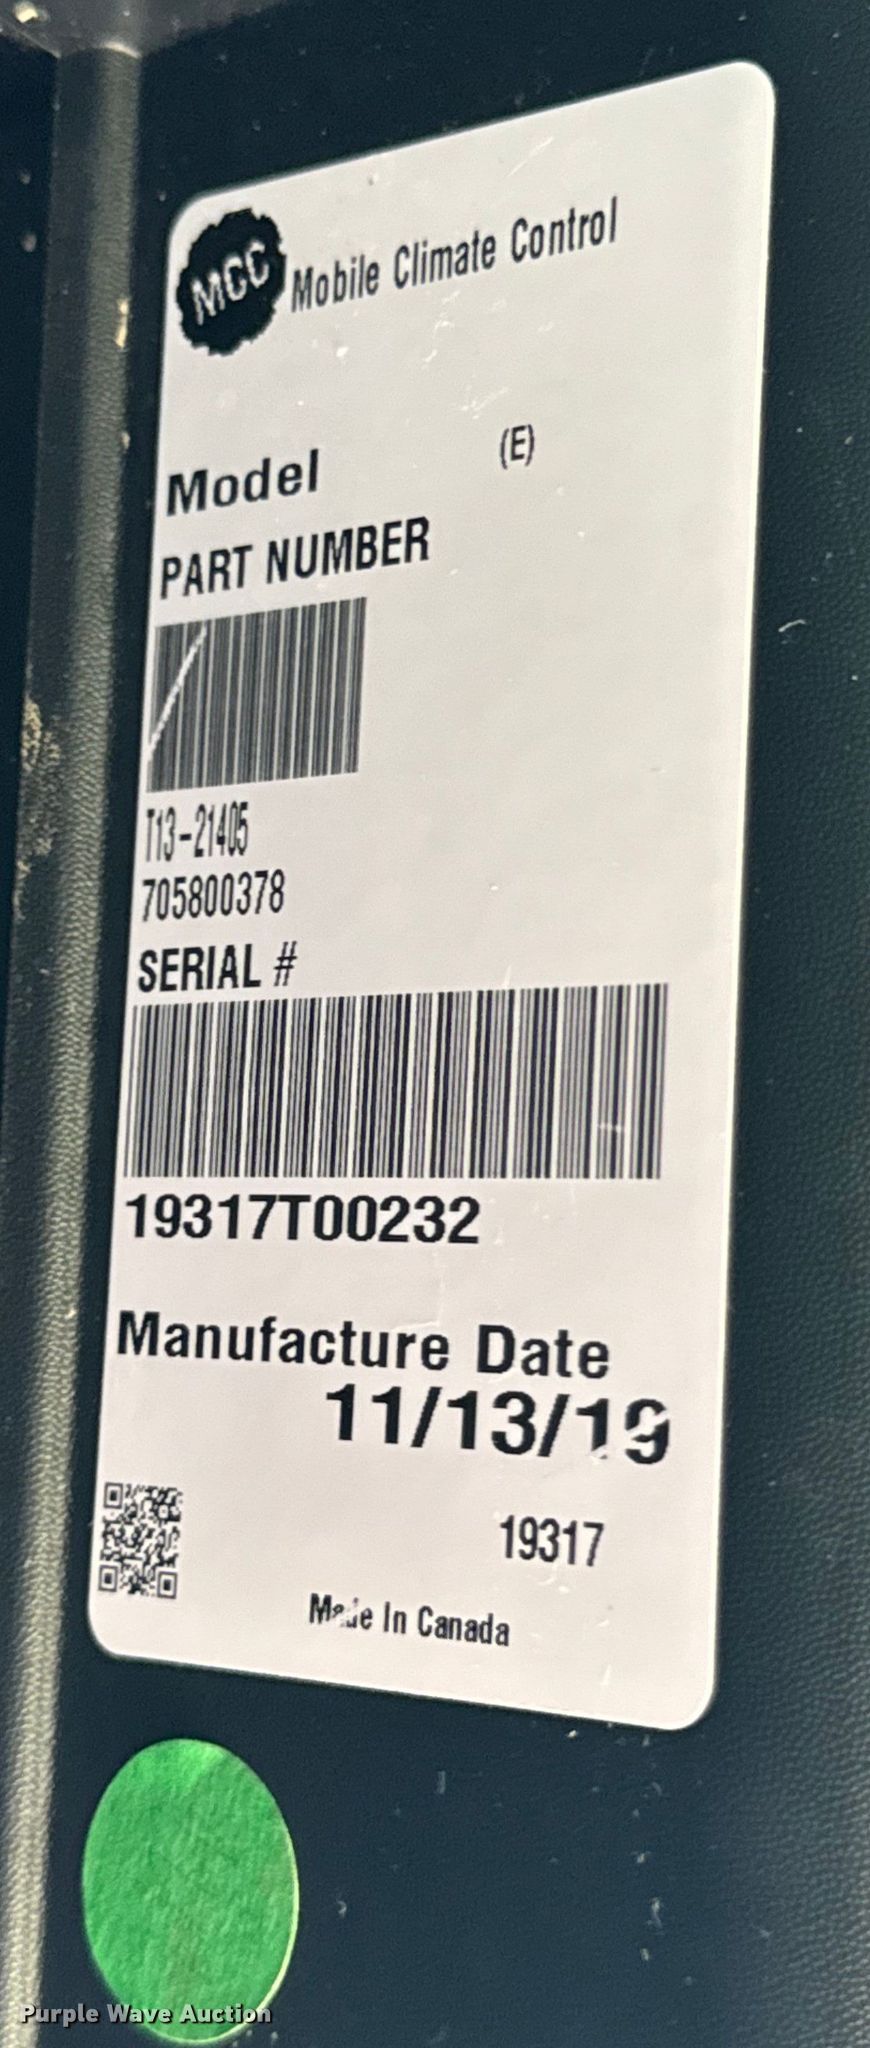 MCC Mobile Climate Control
Model (E)
PART NUMBER
T13-21405
705800378
SERIAL #
19317T00232
Manufacture Date
11/13/19
19317
Made In Canada
Purple Wave Auction